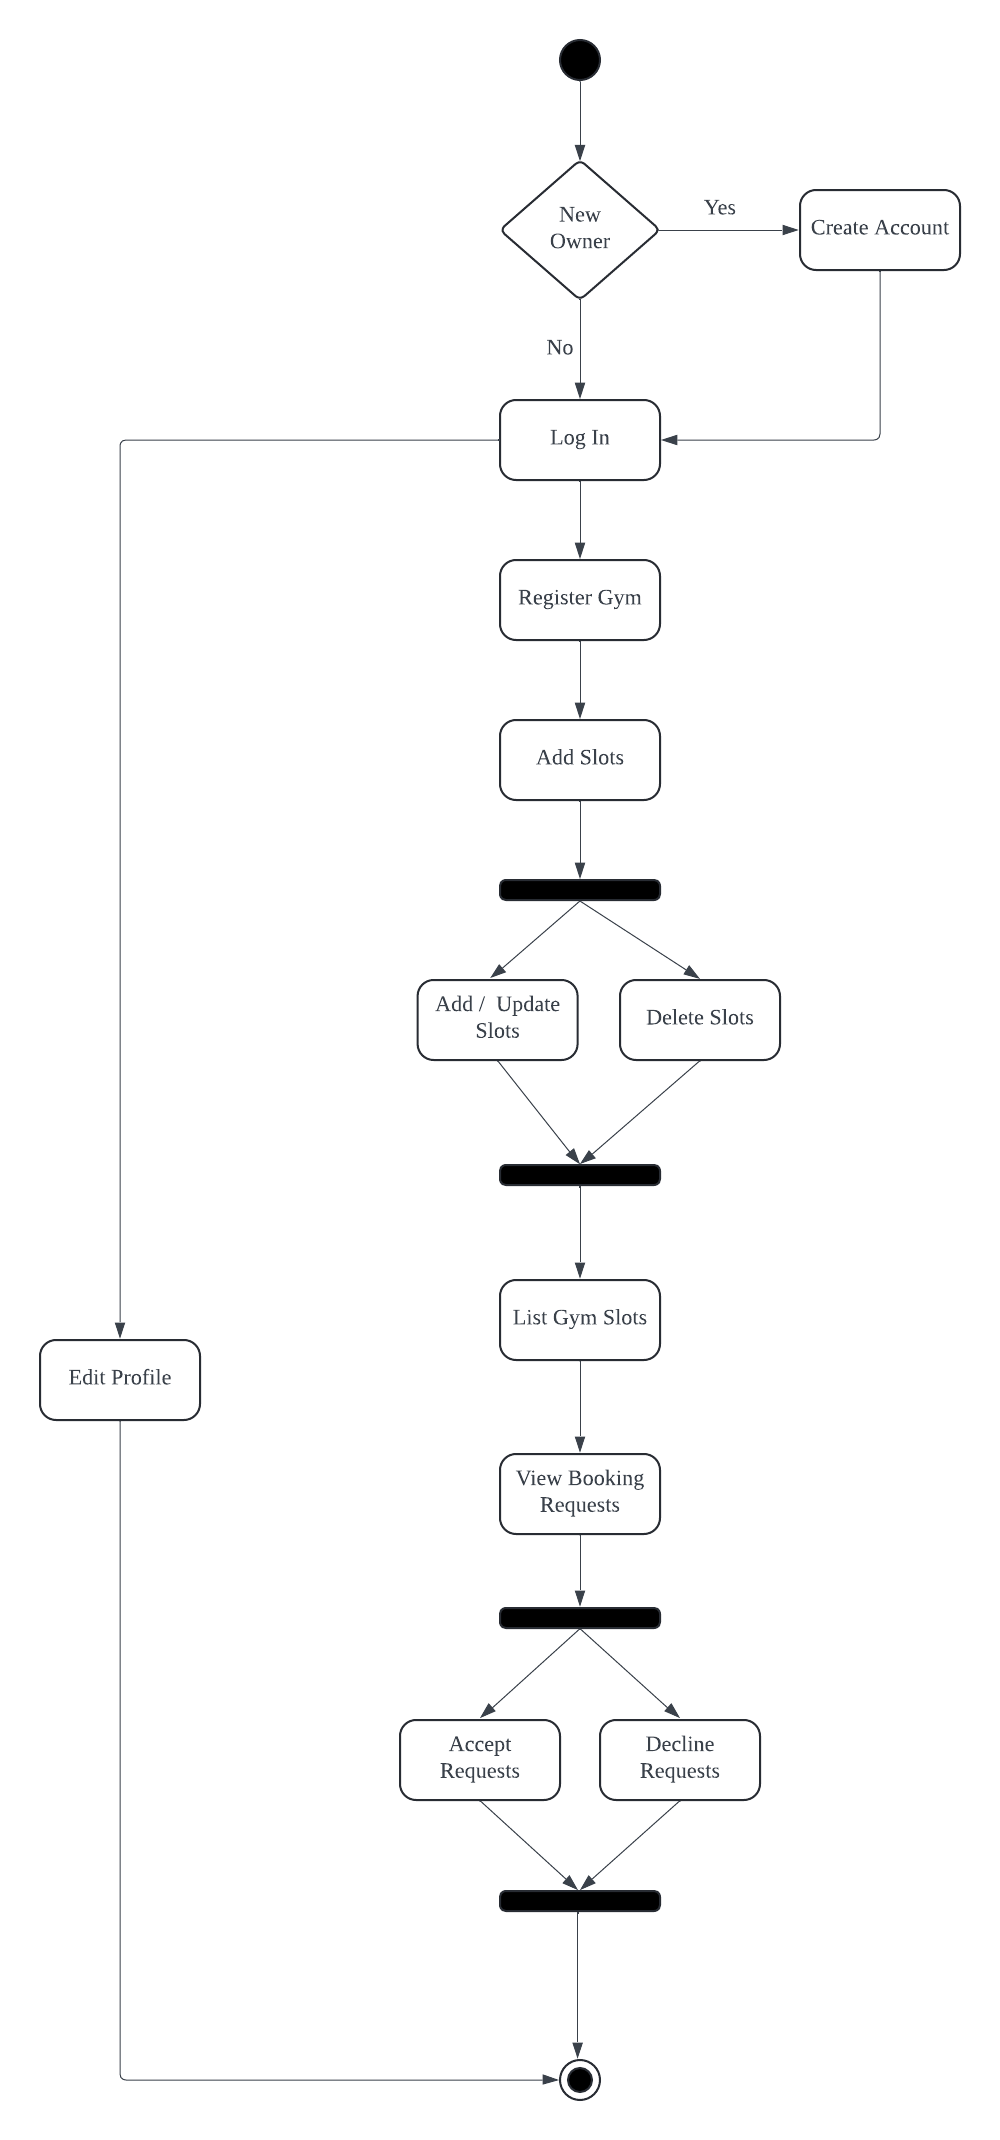 New
Owner
Yes
Create Account
No
Log In
Register Gym
Add Slots
Add /  Update
Slots
Delete Slots
List Gym Slots
Edit Profile
View Booking
Requests
Accept
Requests
Decline
Requests